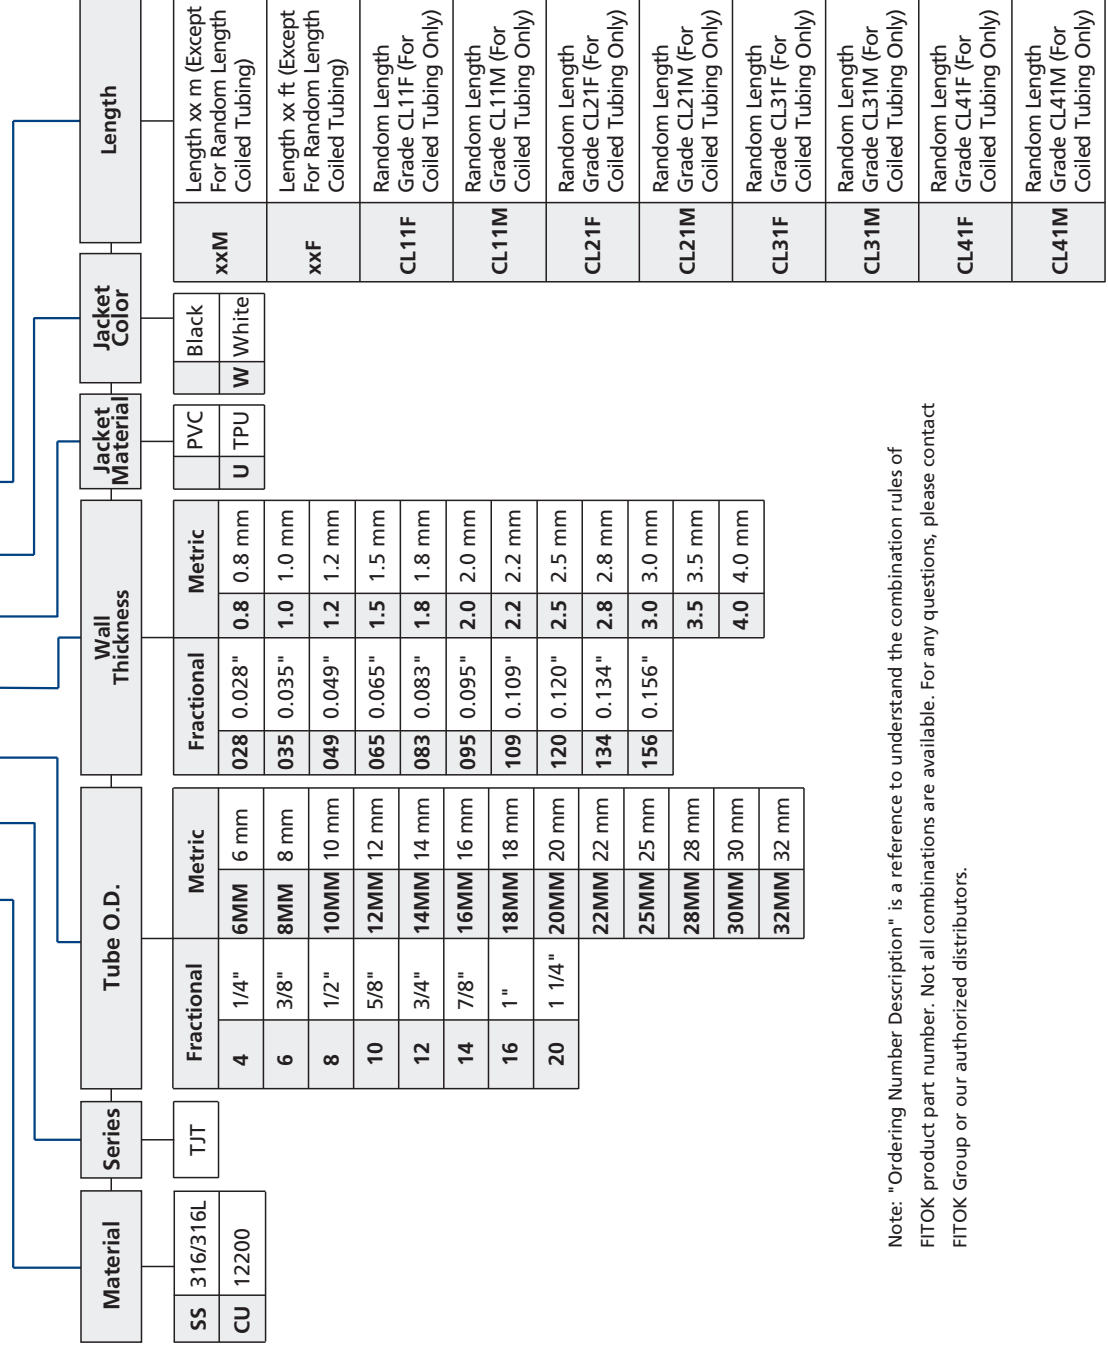 Material
SS 316/316L
CU 12200
Series
TJT
Tube O.D.
Fractional
4 1/4"
6 3/8"
8 1/2"
10 5/8"
12 3/4"
14 7/8"
16 1"
20 1 1/4"
Metric
6MM 6 mm
8MM 8 mm
10MM 10 mm
12MM 12 mm
14MM 14 mm
16MM 16 mm
18MM 18 mm
20MM 20 mm
22MM 22 mm
25MM 25 mm
28MM 28 mm
30MM 30 mm
32MM 32 mm
Wall
Thickness
Fractional
028 0.028"
035 0.035"
049 0.049"
065 0.065"
083 0.083"
095 0.095"
109 0.109"
120 0.120"
134 0.134"
156 0.156"
Metric
0.8 0.8 mm
1.0 1.0 mm
1.2 1.2 mm
1.5 1.5 mm
1.8 1.8 mm
2.0 2.0 mm
2.2 2.2 mm
2.5 2.5 mm
2.8 2.8 mm
3.0 3.0 mm
3.5 3.5 mm
4.0 4.0 mm
Jacket
Material
PVC
U TPU
Jacket
Color
Black
W White
Length
xxM
Length xx m (Except
For Random Length
Coiled Tubing)
xxF
Length xx ft (Except
For Random Length
Coiled Tubing)
CL11F
Random Length
Grade CL11F (For
Coiled Tubing Only)
CL11M
Random Length
Grade CL11M (For
Coiled Tubing Only)
CL21F
Random Length
Grade CL21F (For
Coiled Tubing Only)
CL21M
Random Length
Grade CL21M (For
Coiled Tubing Only)
CL31F
Random Length
Grade CL31F (For
Coiled Tubing Only)
CL31M
Random Length
Grade CL31M (For
Coiled Tubing Only)
CL41F
Random Length
Grade CL41F (For
Coiled Tubing Only)
CL41M
Random Length
Grade CL41M (For
Coiled Tubing Only)
Note: "Ordering Number Description" is a reference to understand the combination rules of
FITOK product part number. Not all combinations are available. For any questions, please contact
FITOK Group or our authorized distributors.